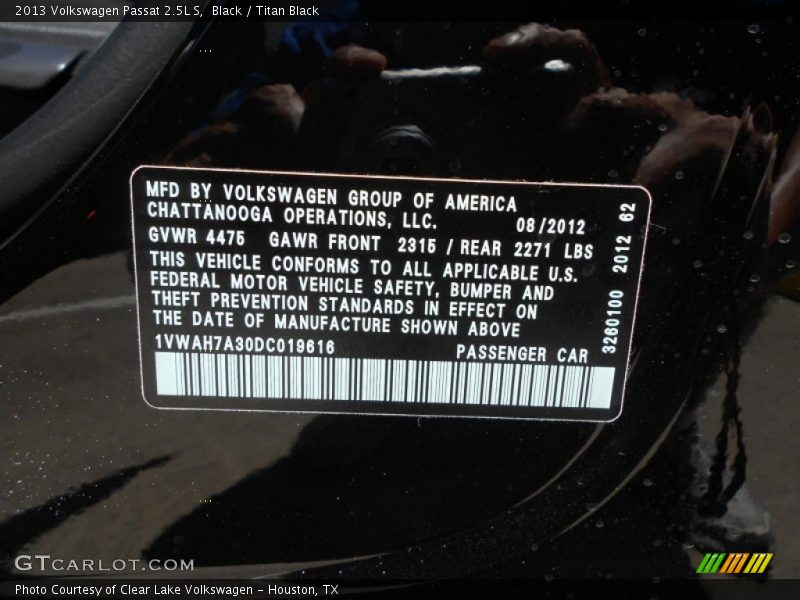 2013 Volkswagen Passat 2.5L S, Black / Titan Black
MFD BY VOLKSWAGEN GROUP OF AMERICA
CHATTANOOGA OPERATIONS, LLC. 08/2012
GVWR 4475 GAWR FRONT 2315 / REAR 2271 LBS
THIS VEHICLE CONFORMS TO ALL APPLICABLE U.S.
FEDERAL MOTOR VEHICLE SAFETY, BUMPER AND
THEFT PREVENTION STANDARDS IN EFFECT ON
THE DATE OF MANUFACTURE SHOWN ABOVE
1VWAH7A30DC019616 PASSENGER CAR
3260100 2012 62
GTCARLOT.COM
Photo Courtesy of Clear Lake Volkswagen - Houston, TX